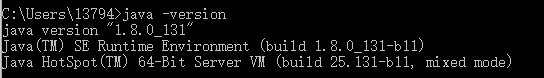 C:\Users\13794>java -version
java version "1.8.0_131"
Java(TM) SE Runtime Environment (build 1.8.0_131-b11)
Java HotSpot(TM) 64-Bit Server VM (build 25.131-b11, mixed mode)